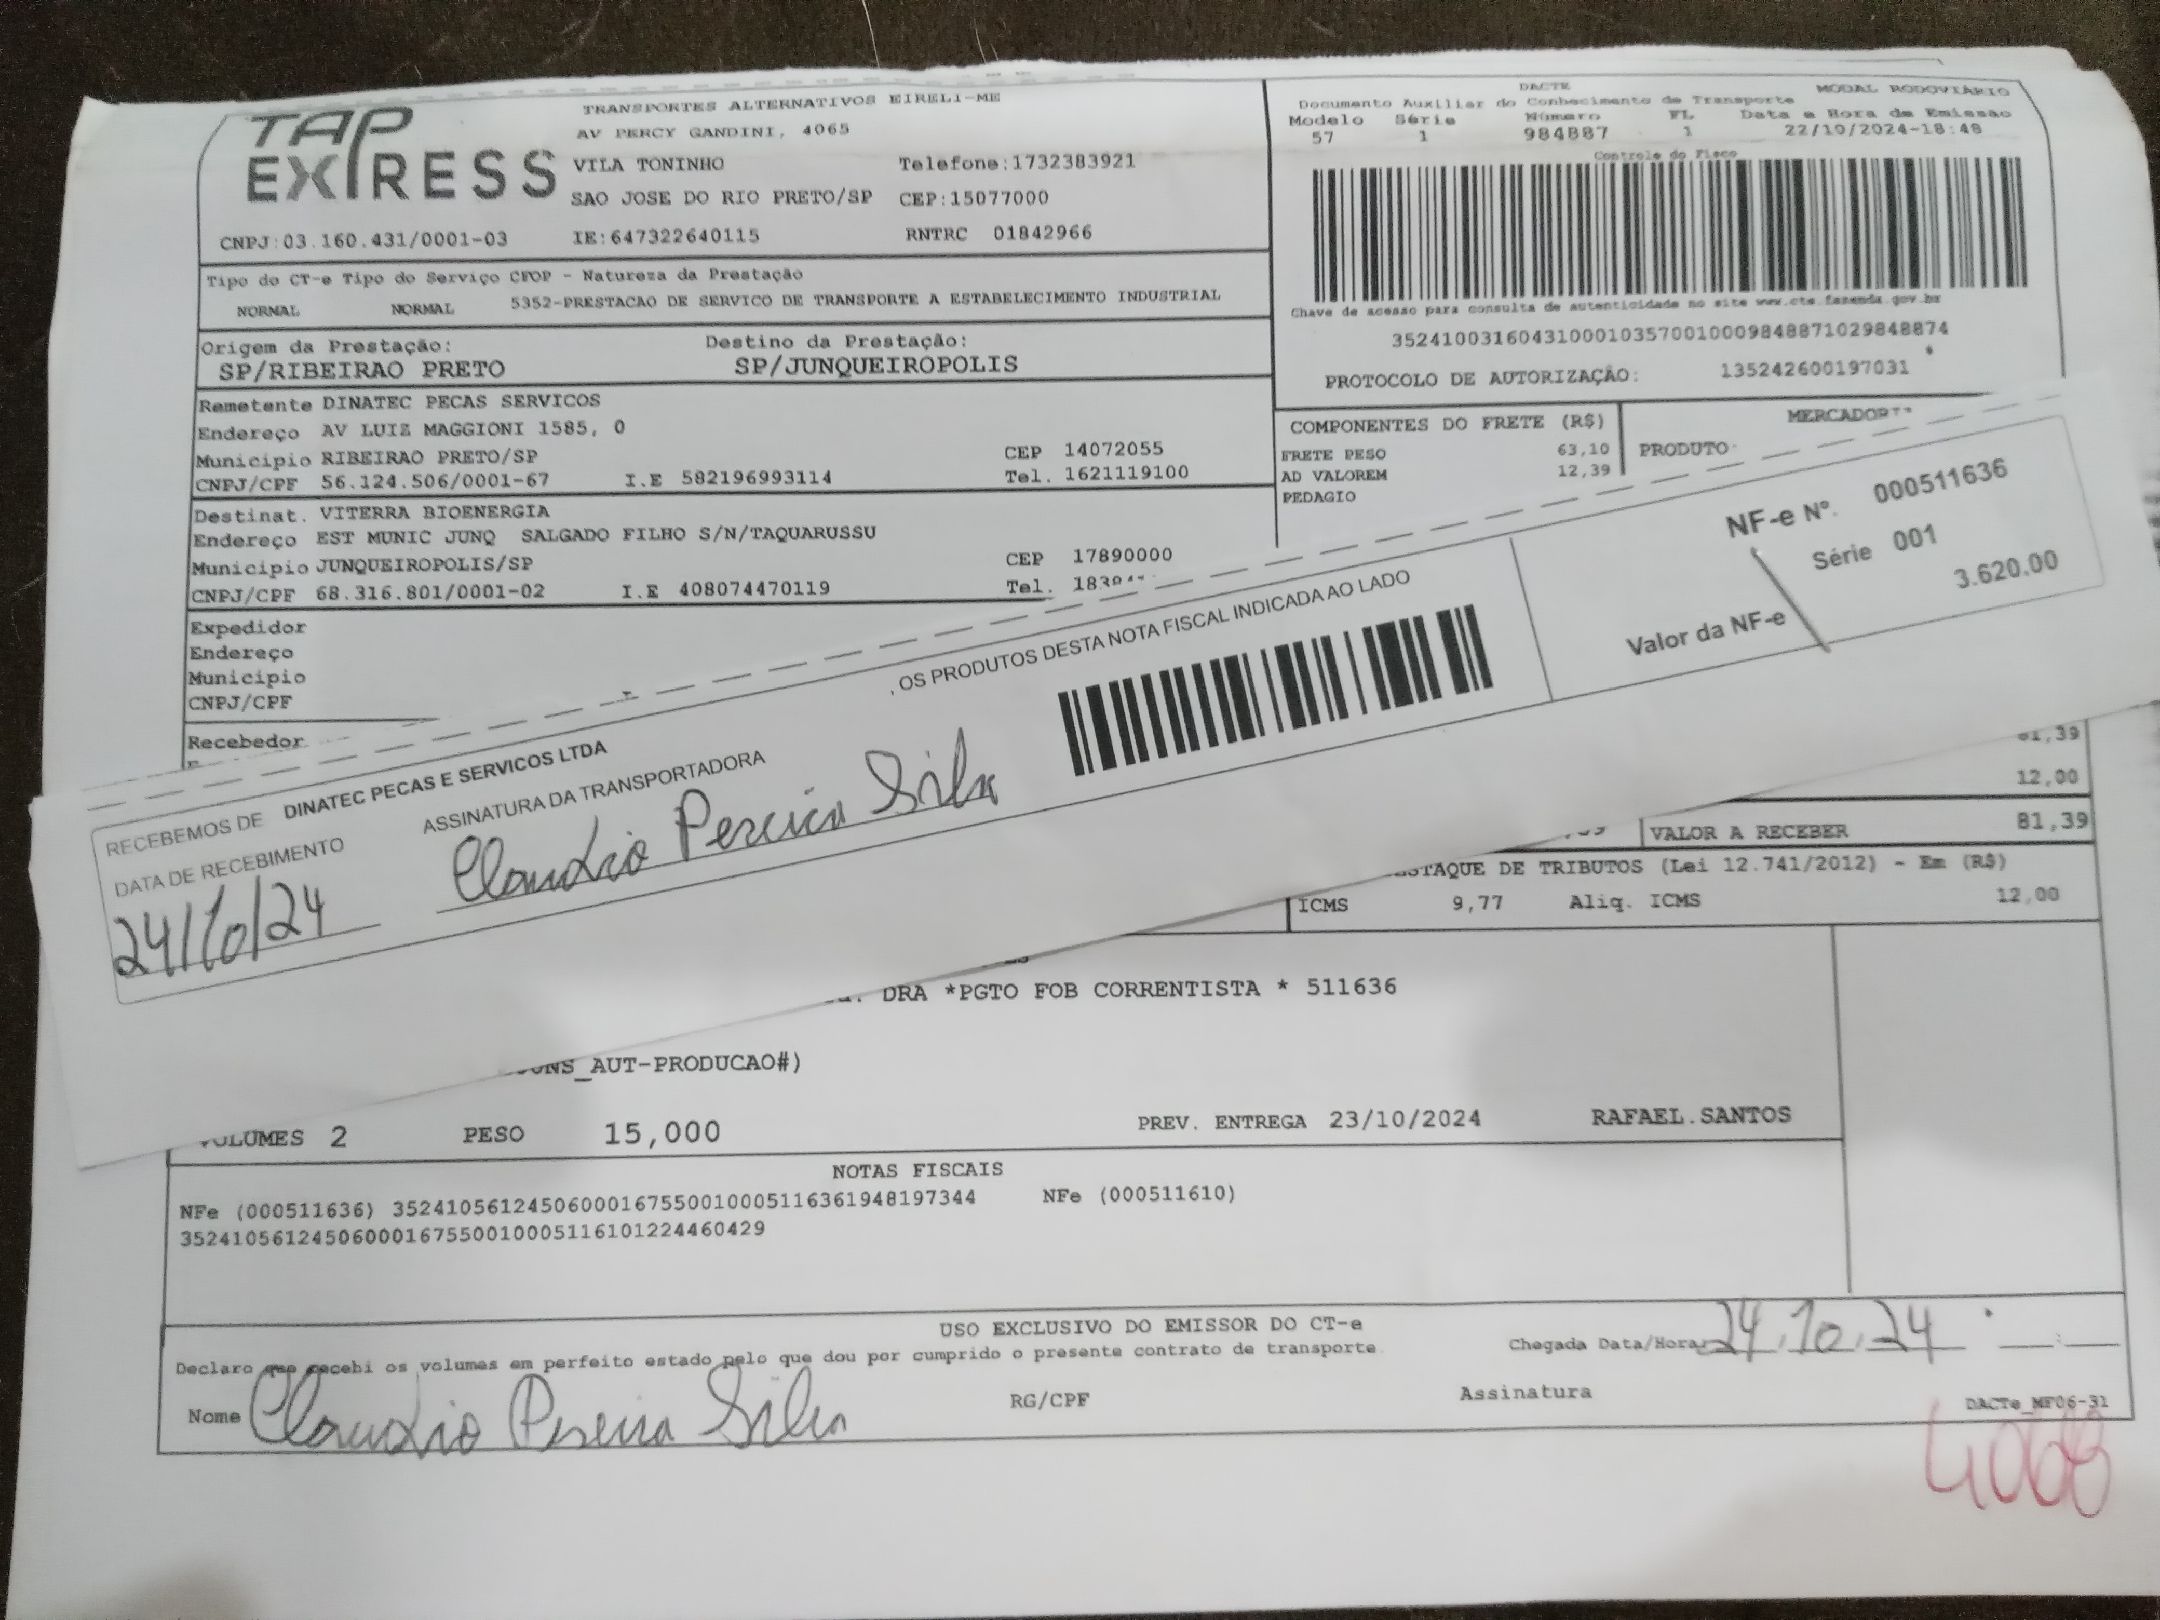 TAP EXPRESS
TRANSPORTES ALTERNATIVOS EIRELI-ME
AV PERCY GANDINI, 4065
VILA TONINHO Telefone:1732383921
SAO JOSE DO RIO PRETO/SP CEP:15077000
CNPJ:03.160.431/0001-03 IE:647322640115 RNTRC 01842966
DACTE MODAL RODOVIÁRIO
Documento Auxiliar do Conhecimento de Transporte
Modelo Série Número FL Data e Hora de Emissão
57 1 984887 1 22/10/2024-18:48
Controle do Fisco
Chave de acesso para consulta de autenticidade no site www.cte.fazenda.gov.br
35241003160431000103570010009848871029848874
PROTOCOLO DE AUTORIZAÇÃO: 135242600197031
Tipo do CT-e Tipo do Serviço CFOP - Natureza da Prestação
NORMAL NORMAL 5352-PRESTACAO DE SERVICO DE TRANSPORTE A ESTABELECIMENTO INDUSTRIAL
Origem da Prestação: Destino da Prestação:
SP/RIBEIRAO PRETO SP/JUNQUEIROPOLIS
Remetente DINATEC PECAS SERVICOS
Endereço AV LUIZ MAGGIONI 1585, 0
Município RIBEIRAO PRETO/SP CEP 14072055
CNPJ/CPF 56.124.506/0001-67 I.E 582196993114 Tel. 1621119100
COMPONENTES DO FRETE (R$)
FRETE PESO 63,10
AD VALOREM 12,39
PEDAGIO
PRODUTO
Destinat. VITERRA BIOENERGIA
Endereço EST MUNIC JUNQ SALGADO FILHO S/N/TAQUARUSSU
Município JUNQUEIROPOLIS/SP CEP 17890000
CNPJ/CPF 68.316.801/0001-02 I.E 408074470119 Tel.
Expedidor
Endereço
Município
CNPJ/CPF
Recebedor
RECEBEMOS DE DINATEC PECAS E SERVICOS LTDA , OS PRODUTOS DESTA NOTA FISCAL INDICADA AO LADO
DATA DE RECEBIMENTO ASSINATURA DA TRANSPORTADORA
24/10/24 Claudio Pereira Silva
NF-e Nº. 000511636
Série 001
Valor da NF-e 3.620.00
12,00
VALOR A RECEBER 81,39
DE TRIBUTOS (Lei 12.741/2012) - Em (R$)
ICMS 9,77 Aliq. ICMS 12,00
DRA *PGTO FOB CORRENTISTA * 511636
AUT-PRODUCAO#)
VOLUMES 2 PESO 15,000 PREV. ENTREGA 23/10/2024 RAFAEL.SANTOS
NOTAS FISCAIS
NFe (000511636) 35241056124506000167550010005116361948197344 NFe (000511610)
35241056124506000167550010005116101224460429
USO EXCLUSIVO DO EMISSOR DO CT-e
Declaro que recebi os volumes em perfeito estado pelo que dou por cumprido o presente contrato de transporte.
Chegada Data/Hora 24.10.24
Nome Claudio Pereira Silva RG/CPF Assinatura
DACTe_MF06-31